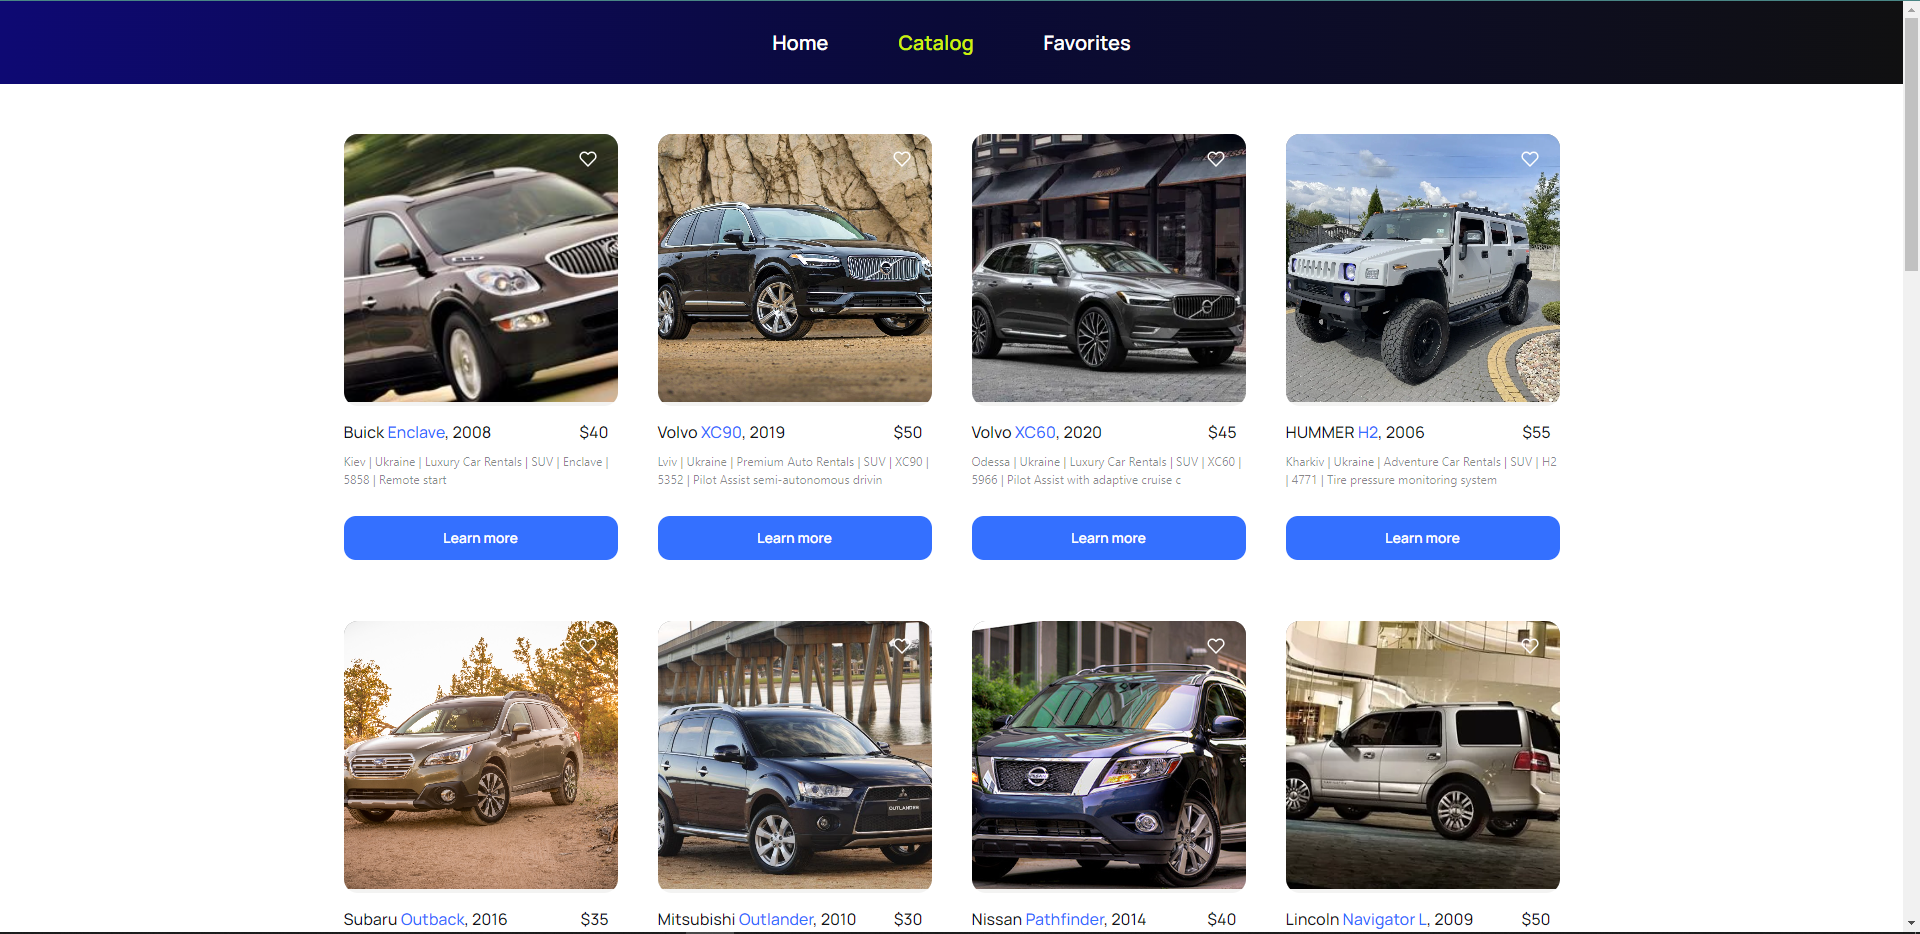 Home Catalog Favorites
BURG
Buick Enclave, 2008 $40
Kiev | Ukraine | Luxury Car Rentals | SUV | Enclave |
5858 | Remote start
Learn more
Volvo XC90, 2019 $50
Lviv | Ukraine | Premium Auto Rentals | SUV | XC90 |
5352 | Pilot Assist semi-autonomous drivin
Learn more
Volvo XC60, 2020 $45
Odessa | Ukraine | Luxury Car Rentals | SUV | XC60 |
5966 | Pilot Assist with adaptive cruise c
Learn more
HUMMER H2, 2006 $55
Kharkiv | Ukraine | Adventure Car Rentals | SUV | H2
| 4771 | Tire pressure monitoring system
Learn more
OUTLANDER
NISSAN
Subaru Outback, 2016 $35
Mitsubishi Outlander, 2010 $30
Nissan Pathfinder, 2014 $40
Lincoln Navigator L, 2009 $50